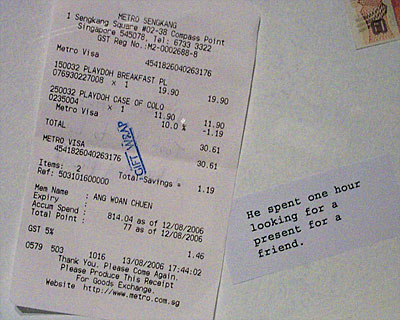 METRO SENGKANG
1 Sengkang Square #02-38 Compass Point
Singapore 545078, Tel: 6733 3322
GST Reg No.:M2-0002688-8
Metro Visa 4541826040263176
150032 PLAYDOH BREAKFAST PL
076930227008 x 1 19.90 19.90
250032 PLAYDOH CASE OF COLO
0235004 x 1 11.90 11.90
Metro Visa 10.0 % -1.19
TOTAL 30.61
METRO VISA 30.61
4541826040263176
Total-Savings = 1.19
Items: 2
Ref: 503101600000
Mem Name : ANG WOAN CHUEN
Expiry
Accum Spend : 814.04 as of 12/08/2006
Total Point : 77 as of 12/08/2006
GST 5% 1.46
0579 503 1016 13/08/2006 17:44:02
Thank You. Please Come Again.
Please Produce This Receipt
For Goods Exchange.
Website http://www.metro.com.sg
GIFT WRAP
He spent one hour
looking for a
present for a
friend.
60